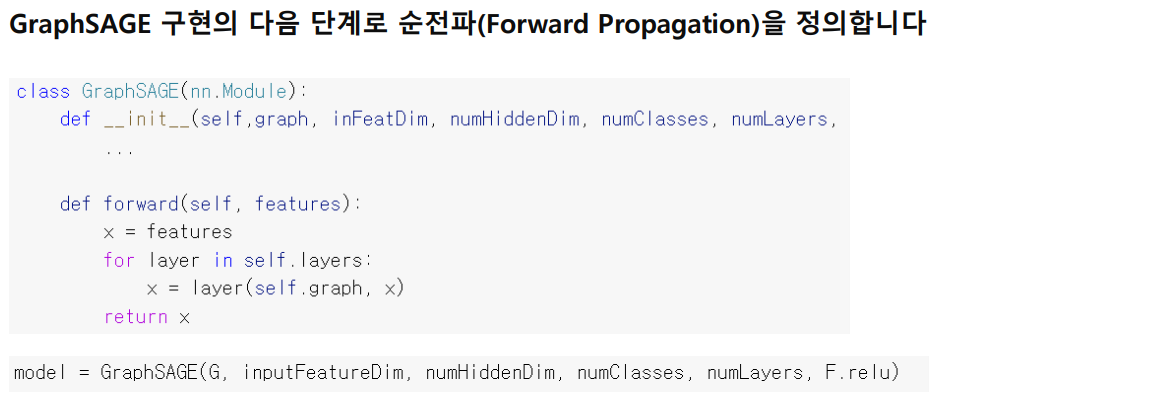 GraphSAGE 구현의 다음 단계로 순전파(Forward Propagation)을 정의합니다
class GraphSAGE(nn.Module):
    def __init__(self,graph, inFeatDim, numHiddenDim, numClasses, numLayers,
        ...
    def forward(self, features):
        x = features
        for layer in self.layers:
            x = layer(self.graph, x)
        return x
model = GraphSAGE(G, inputFeatureDim, numHiddenDim, numClasses, numLayers, F.relu)